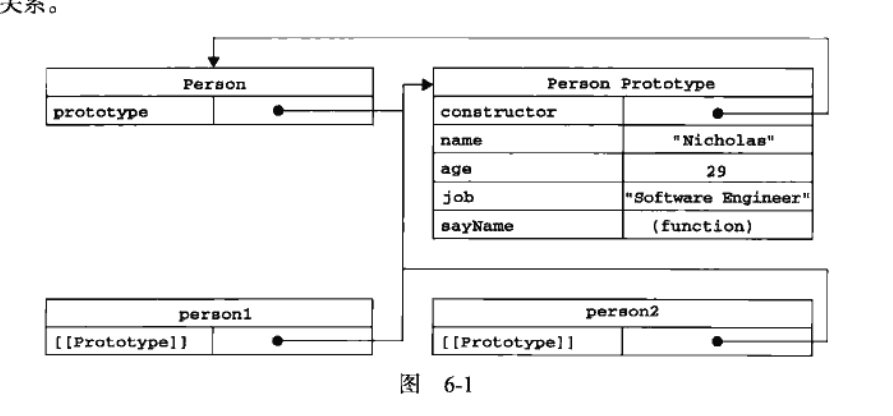 关系。
Person
prototype
Person Prototype
constructor
name "Nicholas"
age 29
job "Software Engineer"
sayName (function)
person1
[[Prototype]]
person2
[[Prototype]]
图 6-1